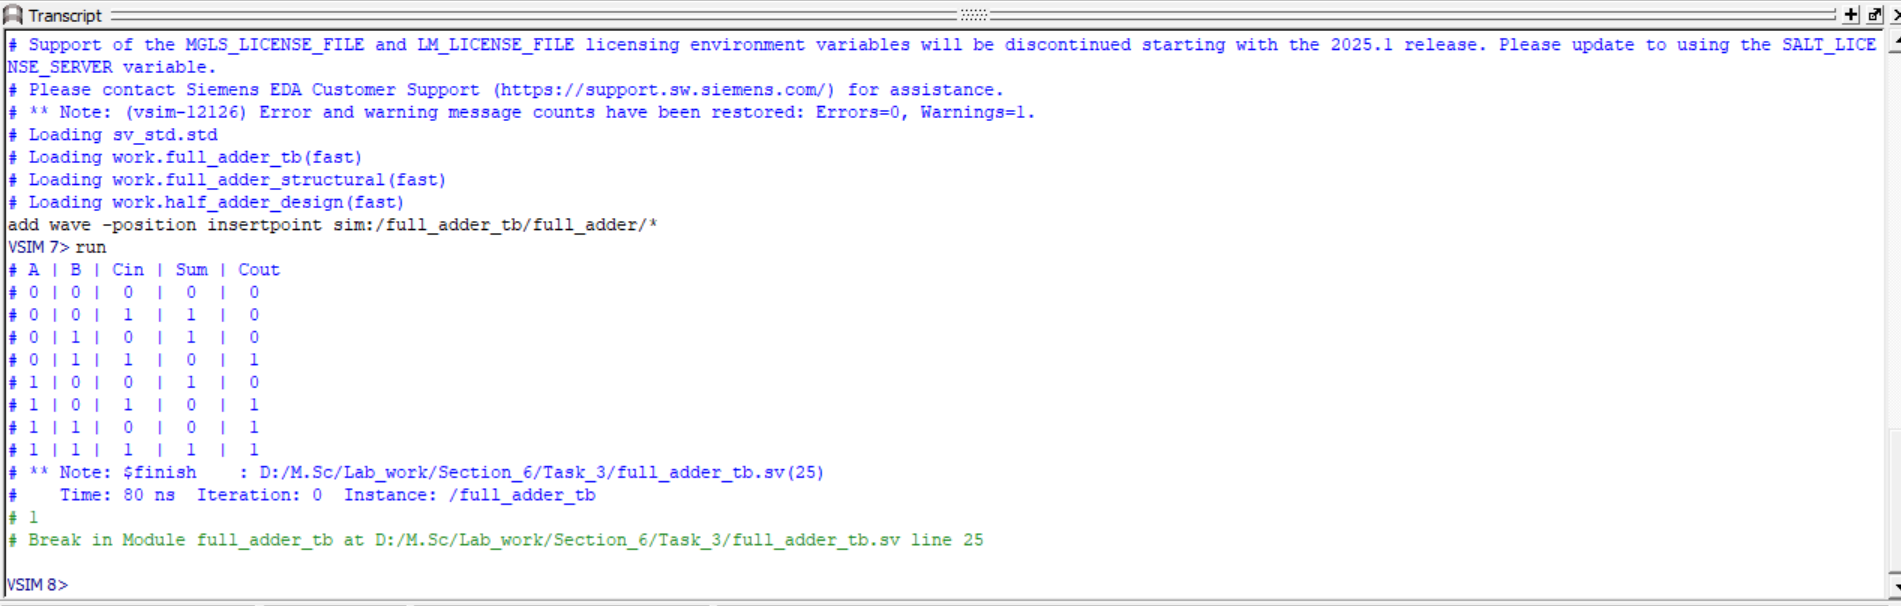 Transcript
# Support of the MGLS_LICENSE_FILE and LM_LICENSE_FILE licensing environment variables will be discontinued starting with the 2025.1 release. Please update to using the SALT_LICE
NSE_SERVER variable.
# Please contact Siemens EDA Customer Support (https://support.sw.siemens.com/) for assistance.
# ** Note: (vsim-12126) Error and warning message counts have been restored: Errors=0, Warnings=1.
# Loading sv_std.std
# Loading work.full_adder_tb(fast)
# Loading work.full_adder_structural(fast)
# Loading work.half_adder_design(fast)
add wave -position insertpoint sim:/full_adder_tb/full_adder/*
VSIM 7> run
# A | B | Cin | Sum | Cout
# 0 | 0 |  0  |  0  |  0
# 0 | 0 |  1  |  1  |  0
# 0 | 1 |  0  |  1  |  0
# 0 | 1 |  1  |  0  |  1
# 1 | 0 |  0  |  1  |  0
# 1 | 0 |  1  |  0  |  1
# 1 | 1 |  0  |  0  |  1
# 1 | 1 |  1  |  1  |  1
# ** Note: $finish    : D:/M.Sc/Lab_work/Section_6/Task_3/full_adder_tb.sv(25)
#    Time: 80 ns  Iteration: 0  Instance: /full_adder_tb
# 1
# Break in Module full_adder_tb at D:/M.Sc/Lab_work/Section_6/Task_3/full_adder_tb.sv line 25
VSIM 8>